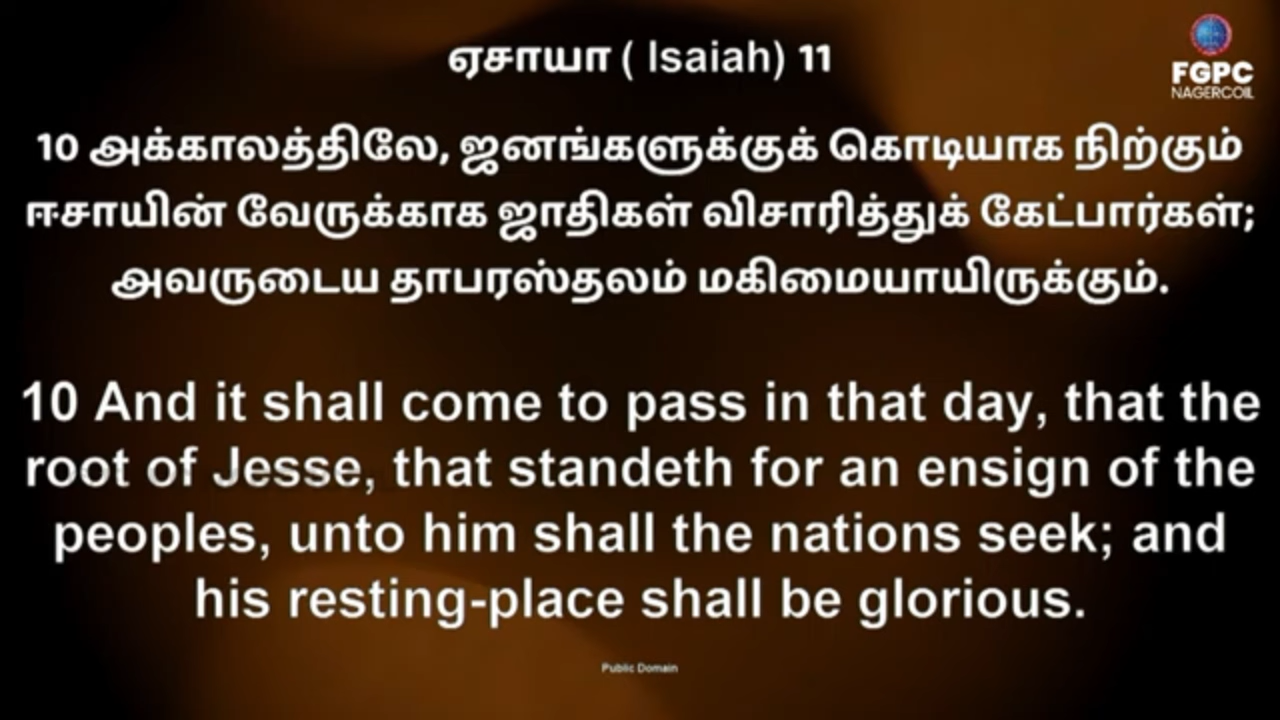 ஏசாயா ( Isaiah) 11
FGPC
NAGERCOIL
10 அக்காலத்திலே, ஜனங்களுக்குக் கொடியாக நிற்கும்
ஈசாயின் வேருக்காக ஜாதிகள் விசாரித்துக் கேட்பார்கள்;
அவருடைய தாபரஸ்தலம் மகிமையாயிருக்கும்.
10 And it shall come to pass in that day, that the
root of Jesse, that standeth for an ensign of the
peoples, unto him shall the nations seek; and
his resting-place shall be glorious.
Public Domain